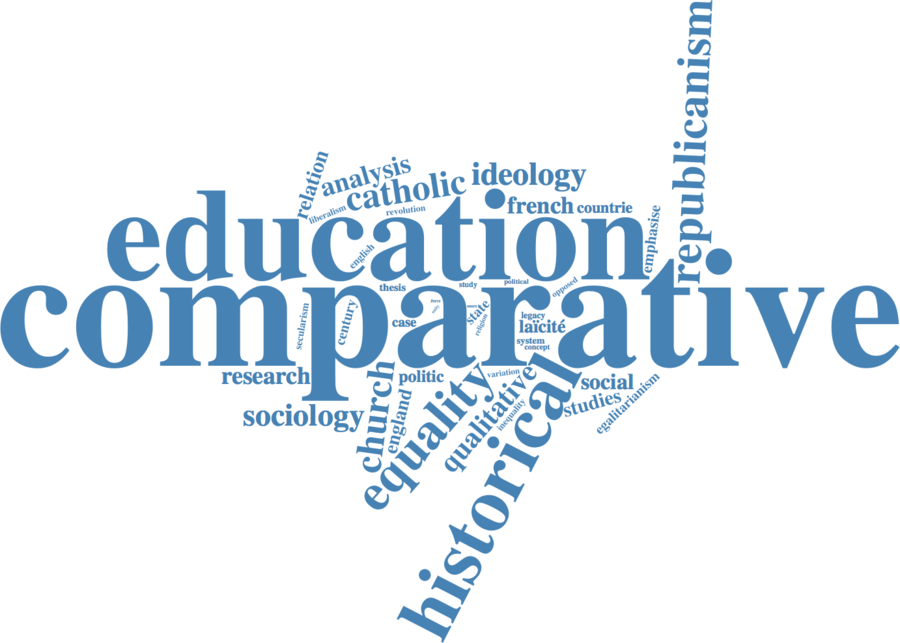 republicanism
relation
analysis
catholic
ideology
liberalism
revolution
french
countrie
emphasise
education
english
thesis
study
political
opposed
comparative
secularism
century
case
state
religion
legacy
laïcité
system
concept
research
church
politic
equality
variation
qualitative
historical
social
studies
egalitarianism
sociology
england
inequality